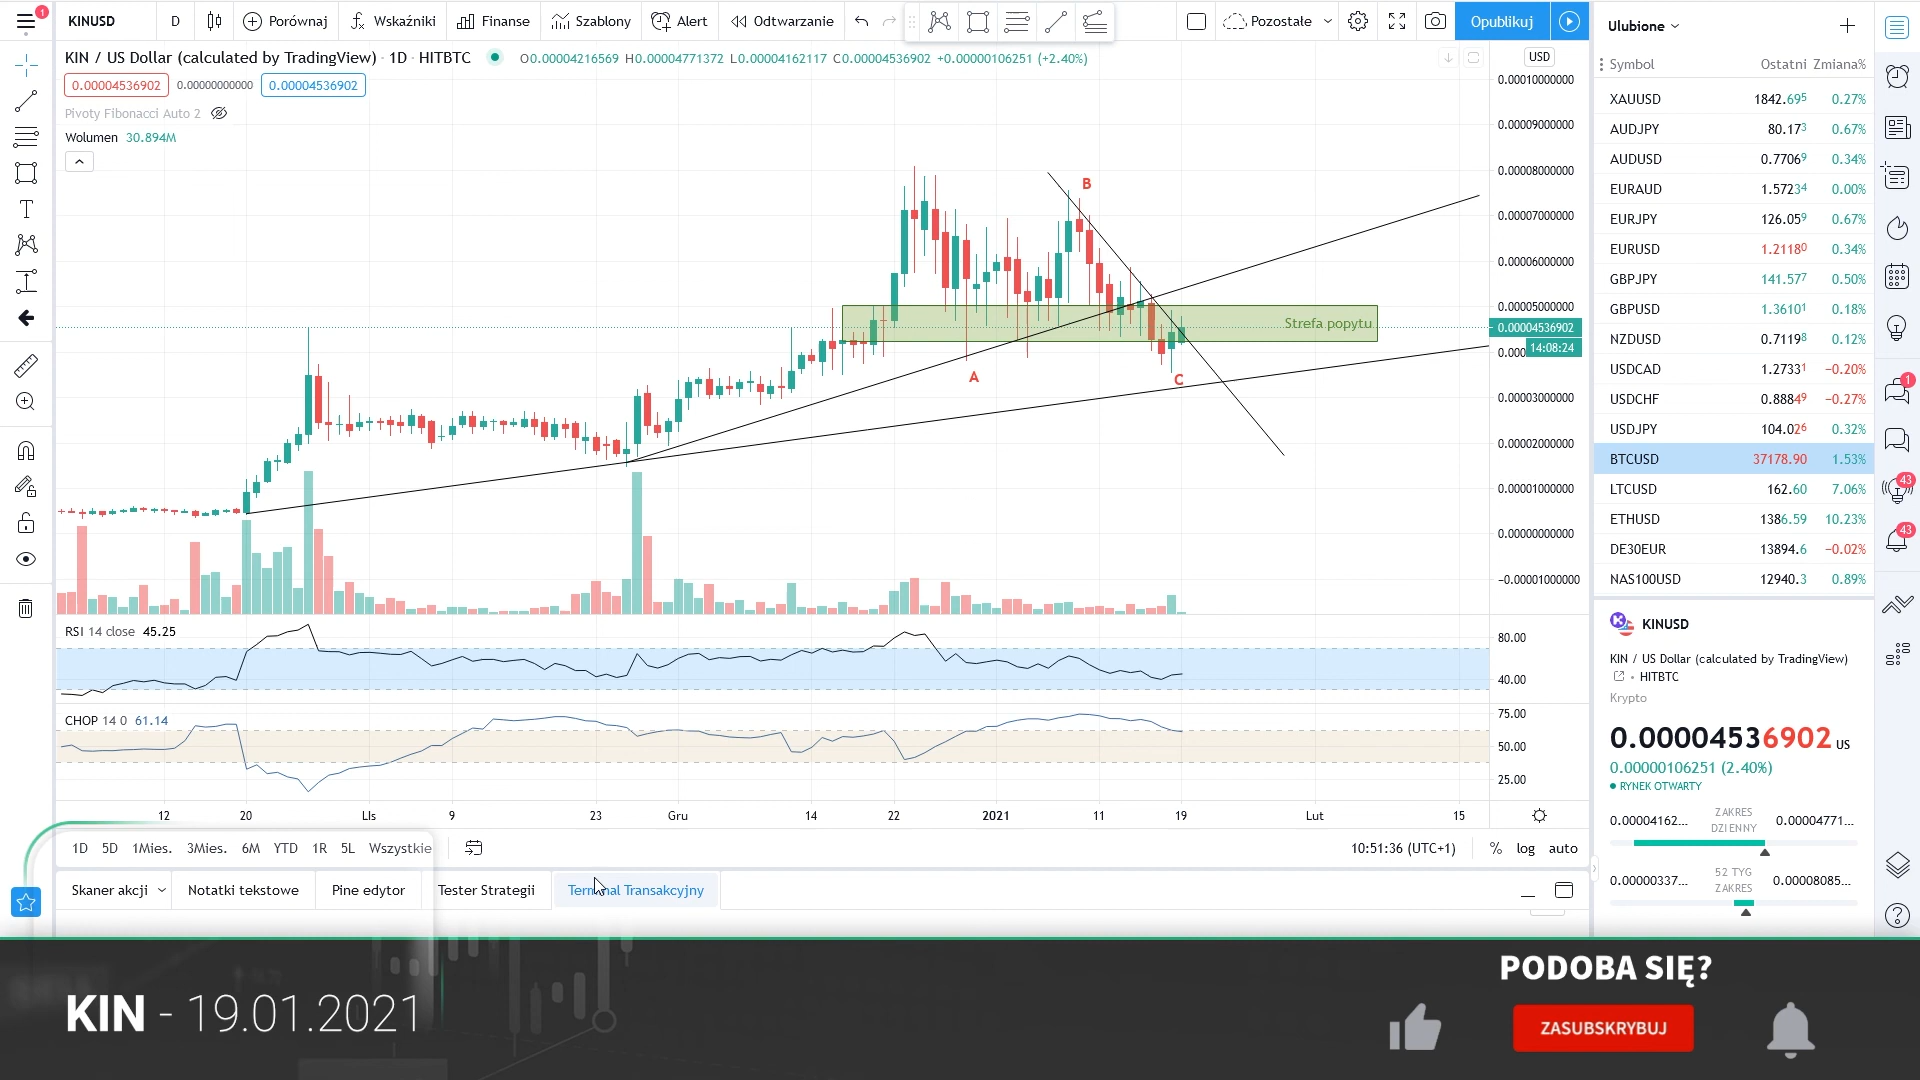 1
KINUSD
D
Porównaj
Wskaźniki
Finanse
Szablony
Alert
Odtwarzanie
Pozostałe
Opublikuj
KIN / US Dollar (calculated by TradingView) · 1D · HITBTC
O0.00004216569 H0.00004771372 L0.00004162117 C0.00004536902 +0.00000106251 (+2.40%)
0.00004536902 0.00000000000 0.00004536902
Pivoty Fibonacci Auto 2
Wolumen 30.894M
USD
0.00010000000
0.00009000000
0.00008000000
0.00007000000
0.00006000000
0.00005000000
0.00004536902
14:08:24
0.00003000000
0.00002000000
0.00001000000
0.00000000000
−0.00001000000
B
Strefa popytu
A
C
RSI 14 close 45.25
80.00
40.00
CHOP 14 0 61.14
75.00
50.00
25.00
12 20 LIs 9 23 Gru 14 22 2021 11 19 Lut 15
1D 5D 1Mies. 3Mies. 6M YTD 1R 5L Wszystkie
10:51:36 (UTC+1) % log auto
Skaner akcji
Notatki tekstowe
Pine edytor
Tester Strategii
Terminal Transakcyjny
Ulubione
Symbol Ostatni Zmiana%
XAUUSD 1842.695 0.27%
AUDJPY 80.173 0.67%
AUDUSD 0.77069 0.34%
EURAUD 1.57234 0.00%
EURJPY 126.059 0.67%
EURUSD 1.21180 0.34%
GBPJPY 141.577 0.50%
GBPUSD 1.36101 0.18%
NZDUSD 0.71198 0.12%
USDCAD 1.27331 −0.20%
USDCHF 0.88849 −0.27%
USDJPY 104.026 0.32%
BTCUSD 37178.90 1.53%
LTCUSD 162.60 7.06%
ETHUSD 1386.59 10.23%
DE30EUR 13894.6 −0.02%
NAS100USD 12940.3 0.89%
1
43
43
KINUSD
KIN / US Dollar (calculated by TradingView)
• HITBTC
Krypto
0.00004536902 US
0.00000106251 (2.40%)
RYNEK OTWARTY
0.00004162... ZAKRES DZIENNY 0.00004771...
0.00000337... 52 TYG ZAKRES 0.00008085...
KIN - 19.01.2021
PODOBA SIĘ?
ZASUBSKRYBUJ